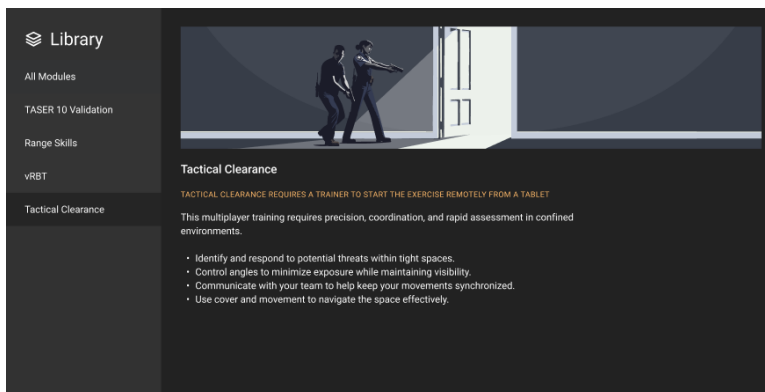 Library
All Modules
TASER 10 Validation
Range Skills
vRBT
Tactical Clearance
Tactical Clearance
TACTICAL CLEARANCE REQUIRES A TRAINER TO START THE EXERCISE REMOTELY FROM A TABLET
This multiplayer training requires precision, coordination, and rapid assessment in confined
environments.
• Identify and respond to potential threats within tight spaces.
• Control angles to minimize exposure while maintaining visibility.
• Communicate with your team to help keep your movements synchronized.
• Use cover and movement to navigate the space effectively.